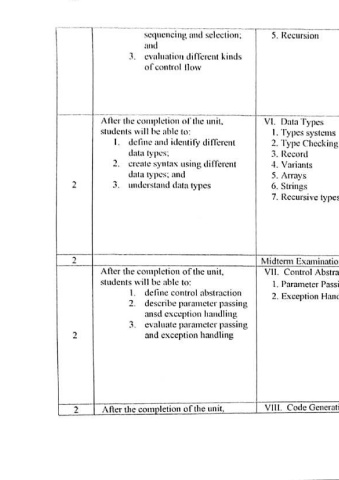 sequencing and selection;
and
3. evaluation different kinds
of control flow
5. Recursion
2
After the completion of the unit,
students will be able to:
1. define and identify different
data types;
2. create syntax using different
data types; and
3. understand data types
VI. Data Types
1. Types systems
2. Type Checking
3. Record
4. Variants
5. Arrays
6. Strings
7. Recursive types
2
Midterm Examinatio
2
After the completion of the unit,
students will be able to:
1. define control abstraction
2. describe parameter passing
ansd exception handling
3. evaluate parameter passing
and exception handling
VII. Control Abstra
1. Parameter Passi
2. Exception Hand
2
After the completion of the unit,
VIII. Code Generati